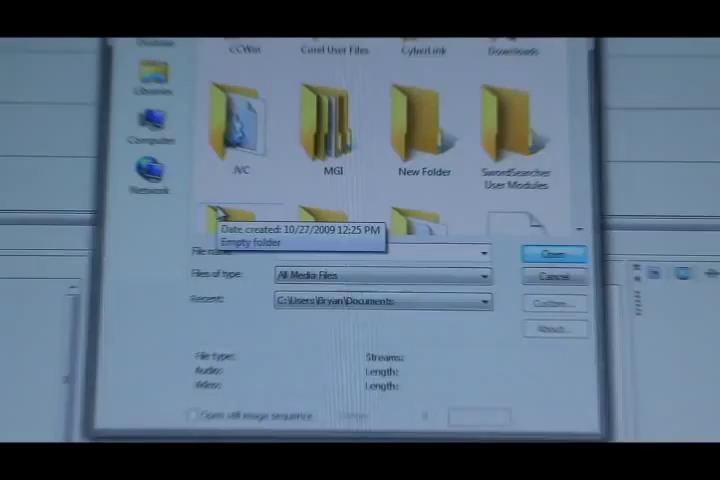 CCWin
Corel User Files
CyberLink
Downloads
Libraries
Computer
JVC
MGI
New Folder
SwordSearcher
User Modules
Network
Date created: 10/27/2009 12:25 PM
Empty folder
File name
Open
Files of type:
All Media Files
Cancel
Recent:
C:\Users\Bryan\Documents
Custom...
About...
File type:
Streams:
Audio:
Length:
Video:
Length:
Open still image sequence